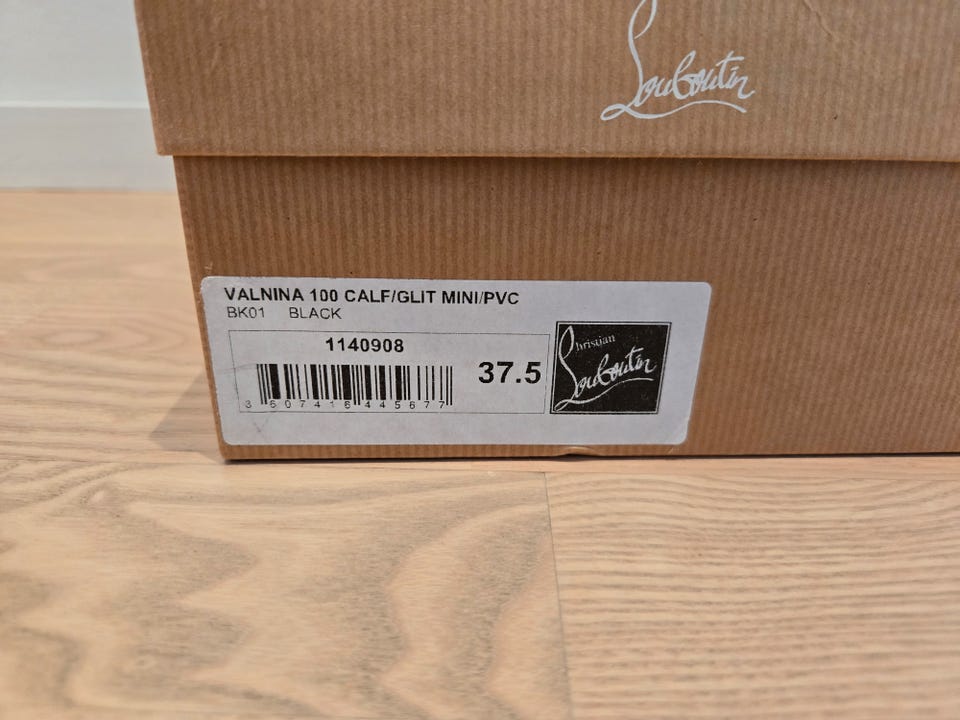 Louboutin
VALNINA 100 CALF/GLIT MINI/PVC
BK01 BLACK
1140908
37.5
3 607416 445677
Christian
Louboutin